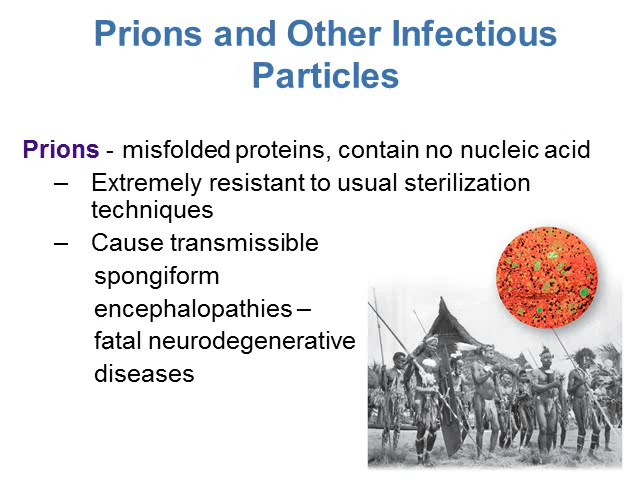 Prions and Other Infectious
Particles
Prions - misfolded proteins, contain no nucleic acid
– Extremely resistant to usual sterilization
techniques
– Cause transmissible
spongiform
encephalopathies –
fatal neurodegenerative
diseases